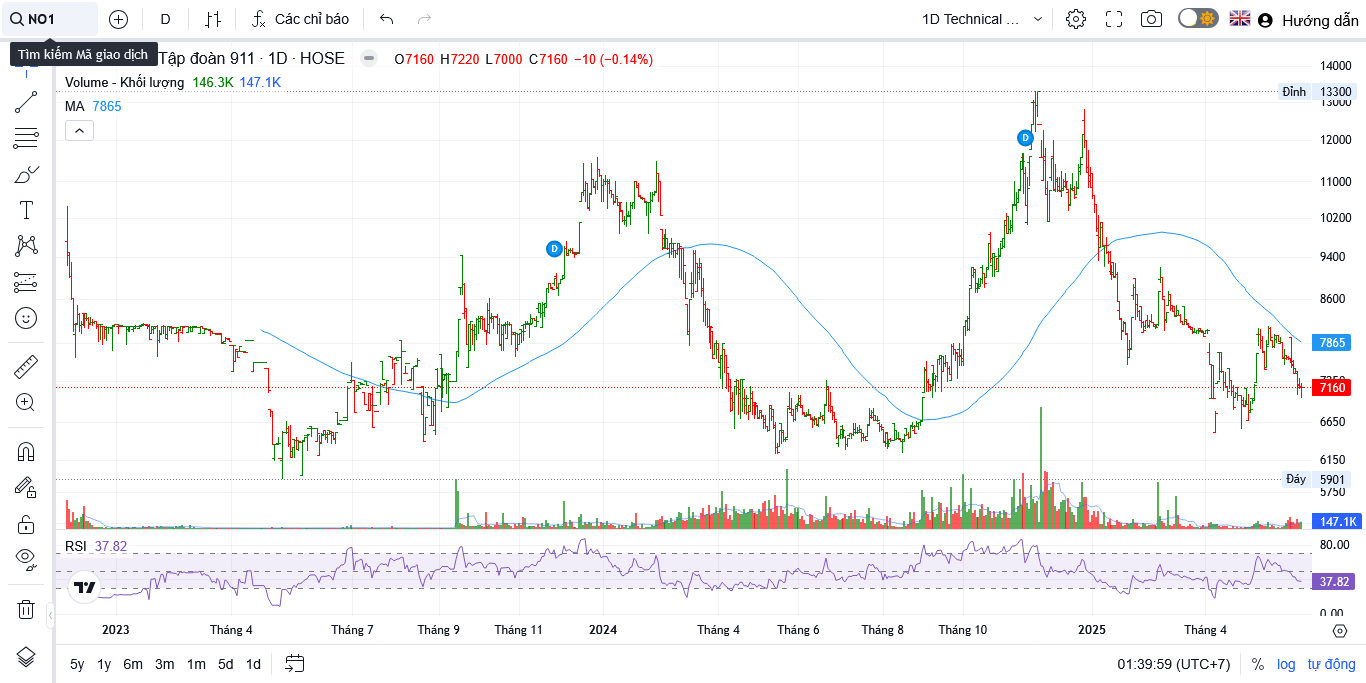 NO1 D Các chỉ báo 1D Technical ... Hướng dẫn
Tìm kiếm Mã giao dịch
Tập đoàn 911 · 1D · HOSE O7160 H7220 L7000 C7160 −10 (−0.14%)
Volume - Khối lượng 146.3K 147.1K
MA 7865
14000
Đỉnh 13300
13000
D
12000
11000
10200
D
9400
8600
7865
7160
6650
6150
Đáy 5901
5750
147.1K
RSI 37.82
80.00
37.82
0.00
2023 Tháng 4 Tháng 7 Tháng 9 Tháng 11 2024 Tháng 4 Tháng 6 Tháng 8 Tháng 10 2025 Tháng 4
5y 1y 6m 3m 1m 5d 1d 01:39:59 (UTC+7) % log tự động